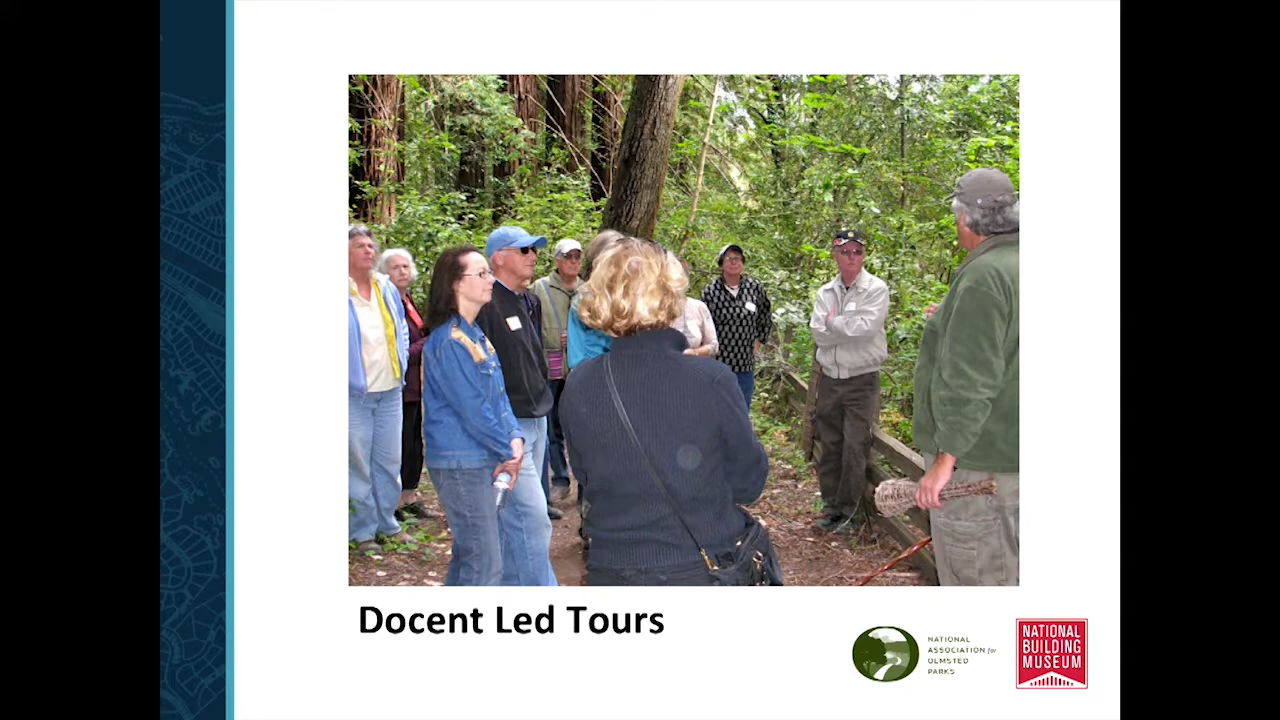 Docent Led Tours
NATIONAL
ASSOCIATION for
OLMSTED
PARKS
NATIONAL
BUILDING
MUSEUM